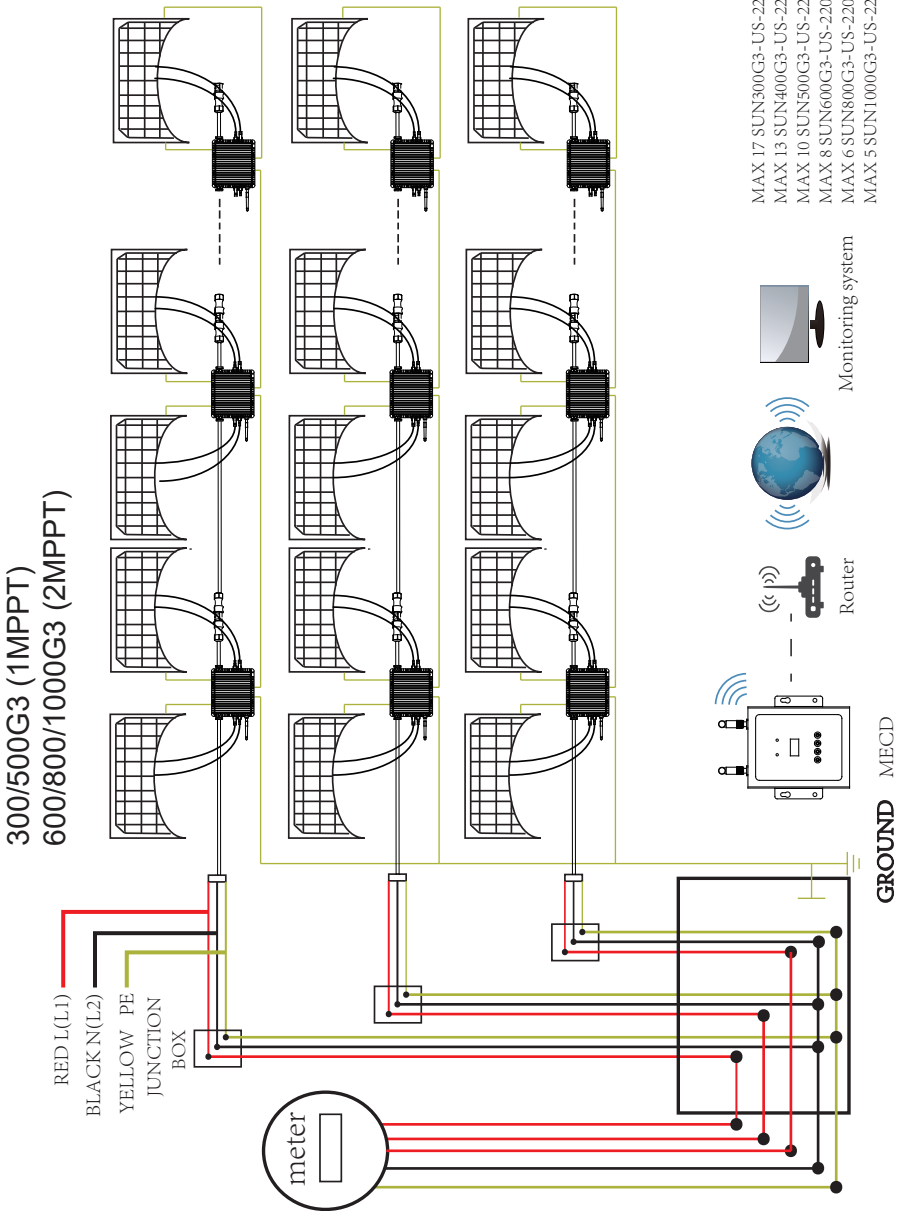 300/500G3 (1MPPT)
600/800/1000G3 (2MPPT)
RED L(L1)
BLACK N(L2)
YELLOW PE
JUNCTION
BOX
meter
GROUND
MECD
Router
Monitoring system
MAX 17 SUN300G3-US-22
MAX 13 SUN400G3-US-22
MAX 10 SUN500G3-US-22
MAX 8 SUN600G3-US-220
MAX 6 SUN800G3-US-220
MAX 5 SUN1000G3-US-22